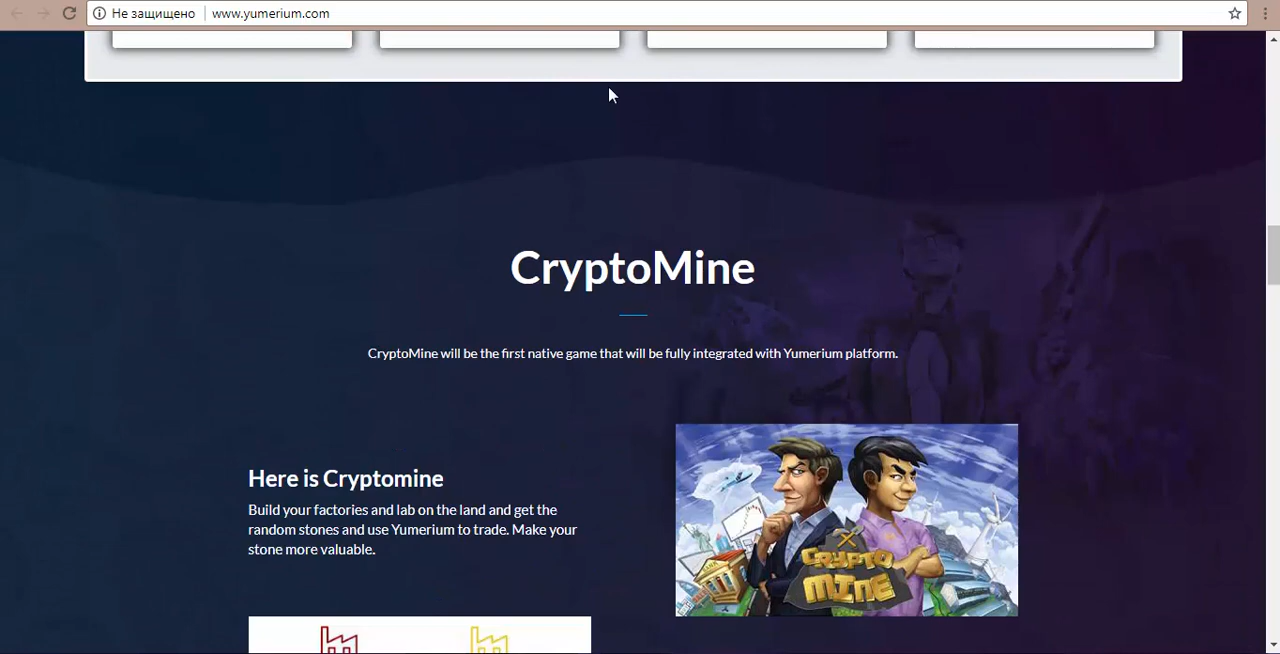 Не защищено
www.yumerium.com
CryptoMine
CryptoMine will be the first native game that will be fully integrated with Yumerium platform.
Here is Cryptomine
Build your factories and lab on the land and get the
random stones and use Yumerium to trade. Make your
stone more valuable.
CRYPTO
MINE